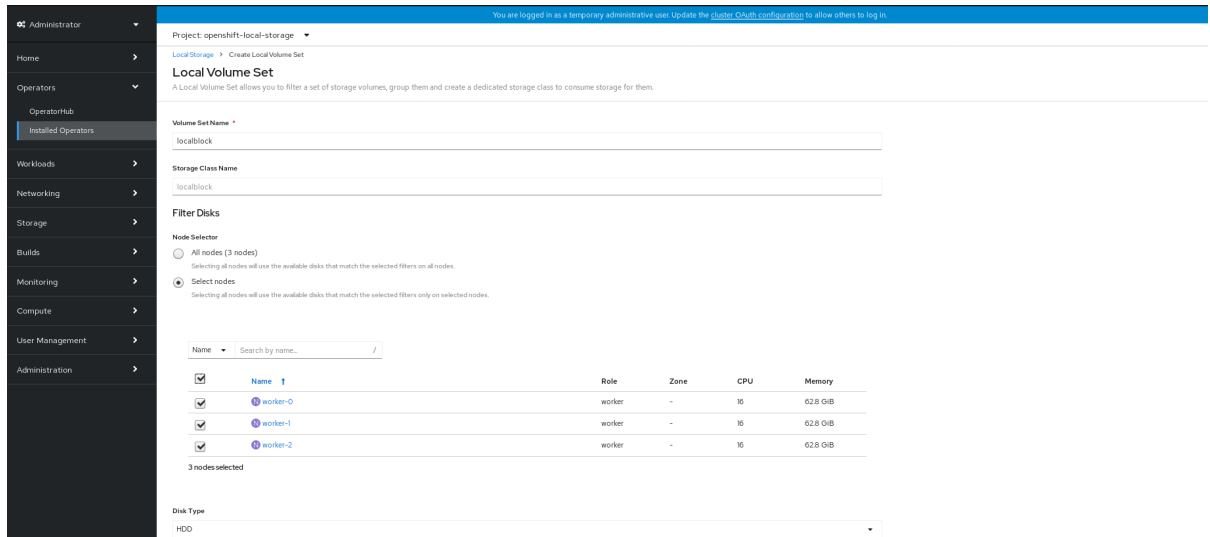 You are logged in as a temporary administrative user. Update the cluster OAuth configuration to allow others to log in.
Administrator
Home
Operators
OperatorHub
Installed Operators
Workloads
Networking
Storage
Builds
Monitoring
Compute
User Management
Administration
Project: openshift-local-storage
Local Storage > Create Local Volume Set
Local Volume Set
A Local Volume Set allows you to filter a set of storage volumes, group them and create a dedicated storage class to consume storage for them.
Volume Set Name *
localblock
Storage Class Name
localblock
Filter Disks
Node Selector
All nodes (3 nodes)
Selecting all nodes will use the available disks that match the selected filters on all nodes.
Select nodes
Selecting all nodes will use the available disks that match the selected filters only on selected nodes.
Name Search by name... /
Name ↑ Role Zone CPU Memory
N worker-0 worker - 16 62.8 GiB
N worker-1 worker - 16 62.8 GiB
N worker-2 worker - 16 62.8 GiB
3 nodes selected
Disk Type
HDD